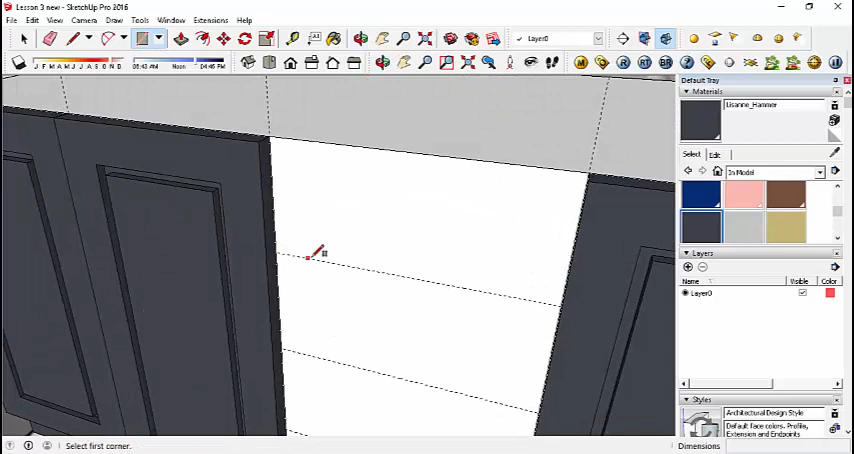 Lesson 3 new - SketchUp Pro 2016
File Edit View Camera Draw Tools Window Extensions Help
Layer0
J F M A M J J A S O N D
06:43 AM Noon 04:46 PM
M R RT BR
Default Tray
Materials
Lisanne_Hammer
Select Edit
In Model
Layers
Name Visible Color
Layer0
Styles
Architectural Design Style
Default face colors. Profile,
Extension and Endpoints
Select first corner.
Dimensions